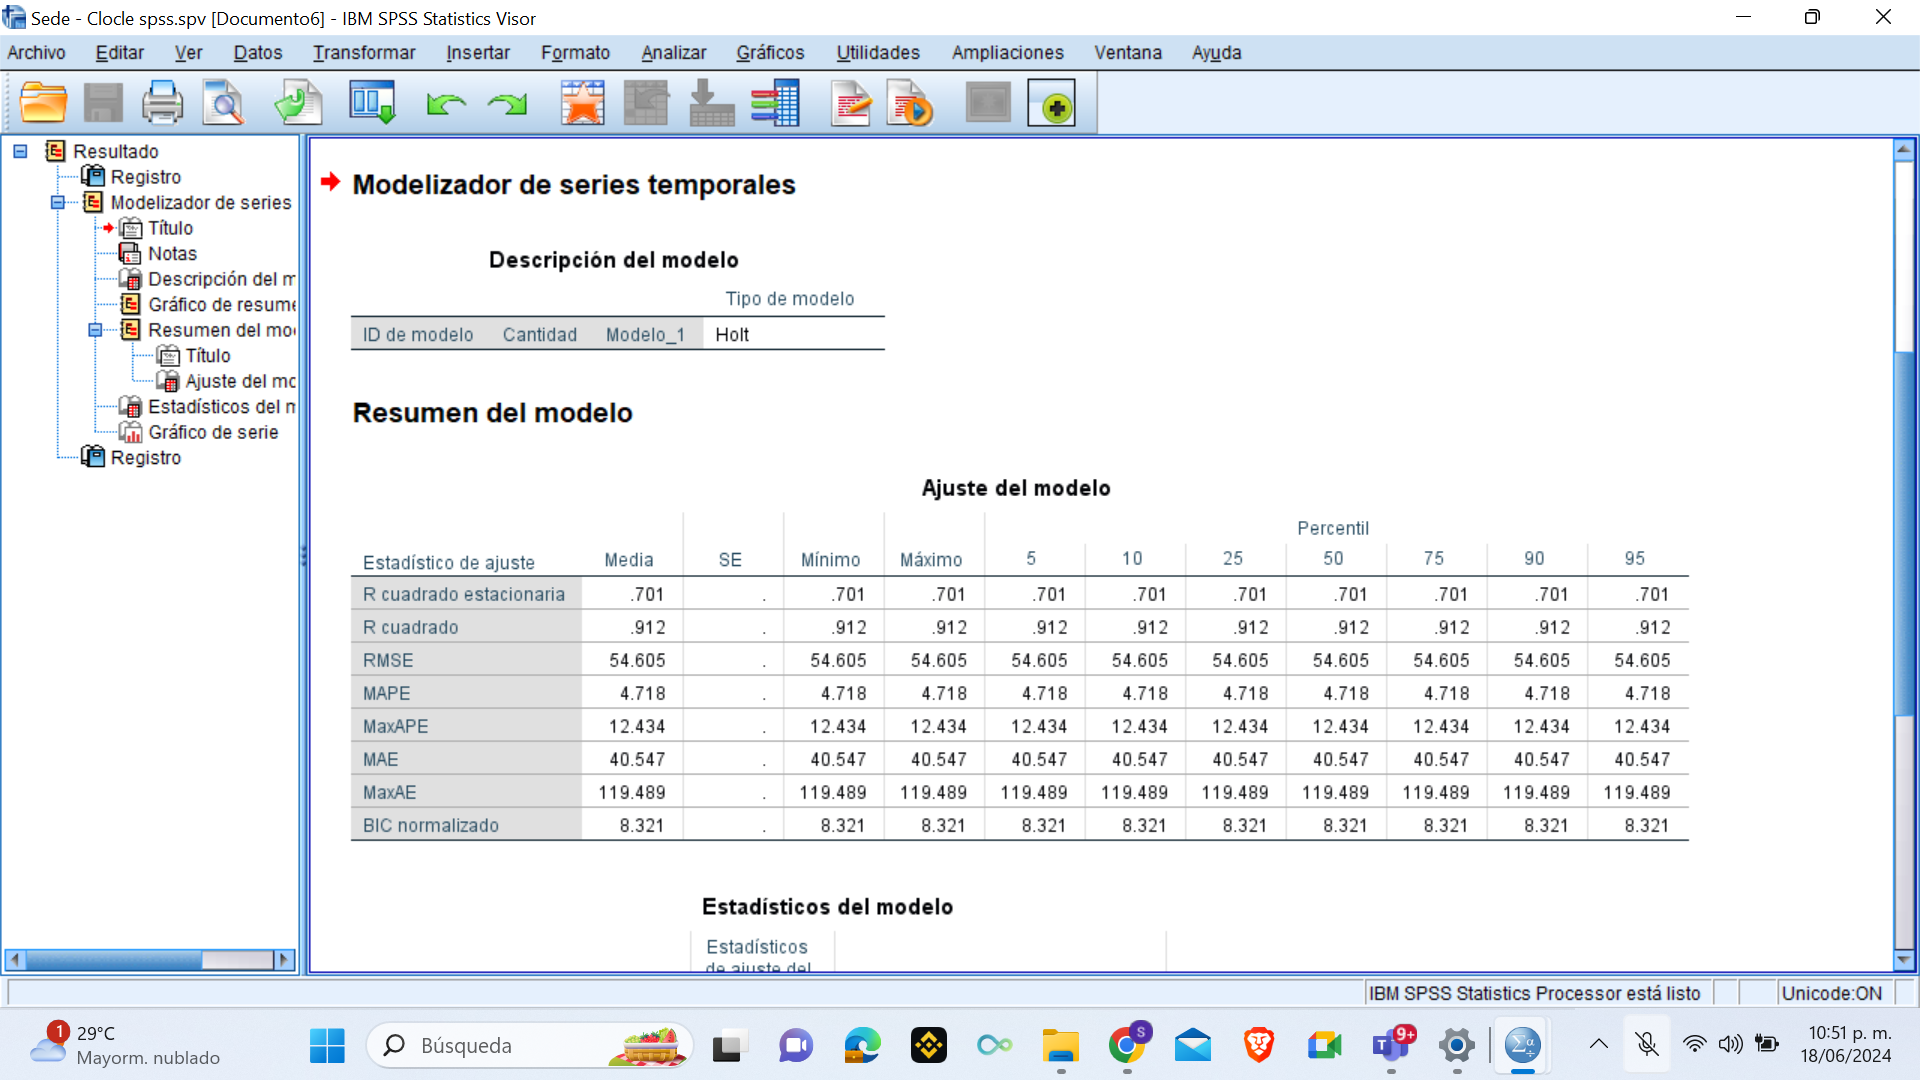 Sede - Clocle spss.spv [Documento6] - IBM SPSS Statistics Visor
Archivo Editar Ver Datos Transformar Insertar Formato Analizar Gráficos Utilidades Ampliaciones Ventana Ayuda
Resultado
Registro
Modelizador de series
Título
Notas
Descripción del m
Gráfico de resume
Resumen del mo
Título
Ajuste del mo
Estadísticos del m
Gráfico de serie
Registro
Modelizador de series temporales
Descripción del modelo
Tipo de modelo
ID de modelo Cantidad Modelo_1 Holt
Resumen del modelo
Ajuste del modelo
Percentil
Estadístico de ajuste Media SE Mínimo Máximo 5 10 25 50 75 90 95
R cuadrado estacionaria .701 . .701 .701 .701 .701 .701 .701 .701 .701 .701
R cuadrado .912 . .912 .912 .912 .912 .912 .912 .912 .912 .912
RMSE 54.605 . 54.605 54.605 54.605 54.605 54.605 54.605 54.605 54.605 54.605
MAPE 4.718 . 4.718 4.718 4.718 4.718 4.718 4.718 4.718 4.718 4.718
MaxAPE 12.434 . 12.434 12.434 12.434 12.434 12.434 12.434 12.434 12.434 12.434
MAE 40.547 . 40.547 40.547 40.547 40.547 40.547 40.547 40.547 40.547 40.547
MaxAE 119.489 . 119.489 119.489 119.489 119.489 119.489 119.489 119.489 119.489 119.489
BIC normalizado 8.321 . 8.321 8.321 8.321 8.321 8.321 8.321 8.321 8.321 8.321
Estadísticos del modelo
Estadísticos
de ajuste del
IBM SPSS Statistics Processor está listo Unicode:ON
1
29°C
Mayorm. nublado
Búsqueda
S
9+
10:51 p. m.
18/06/2024